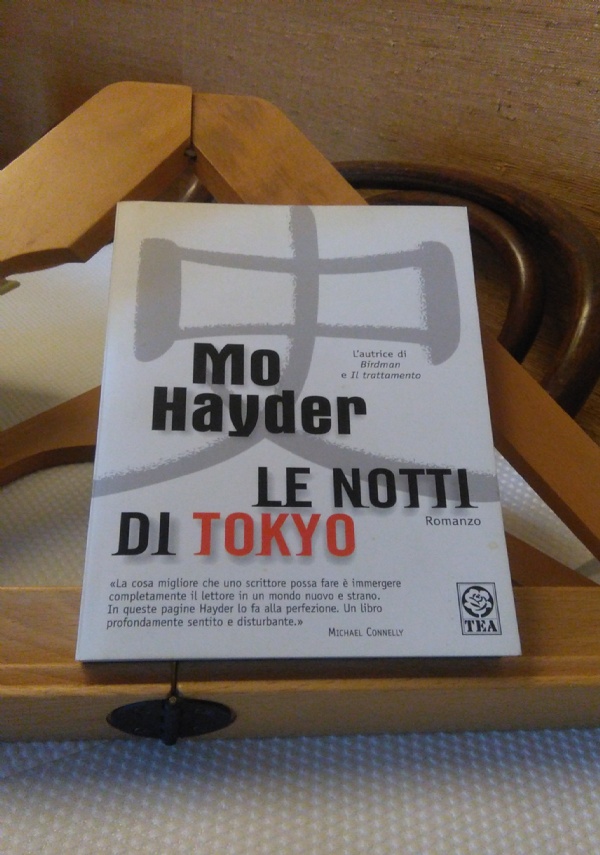 Mo
Hayder
L'autrice di
Birdman
e Il trattamento
LE NOTTI
DI TOKYO
Romanzo
«La cosa migliore che uno scrittore possa fare è immergere
completamente il lettore in un mondo nuovo e strano.
In queste pagine Hayder lo fa alla perfezione. Un libro
profondamente sentito e disturbante.»
MICHAEL CONNELLY
TEA